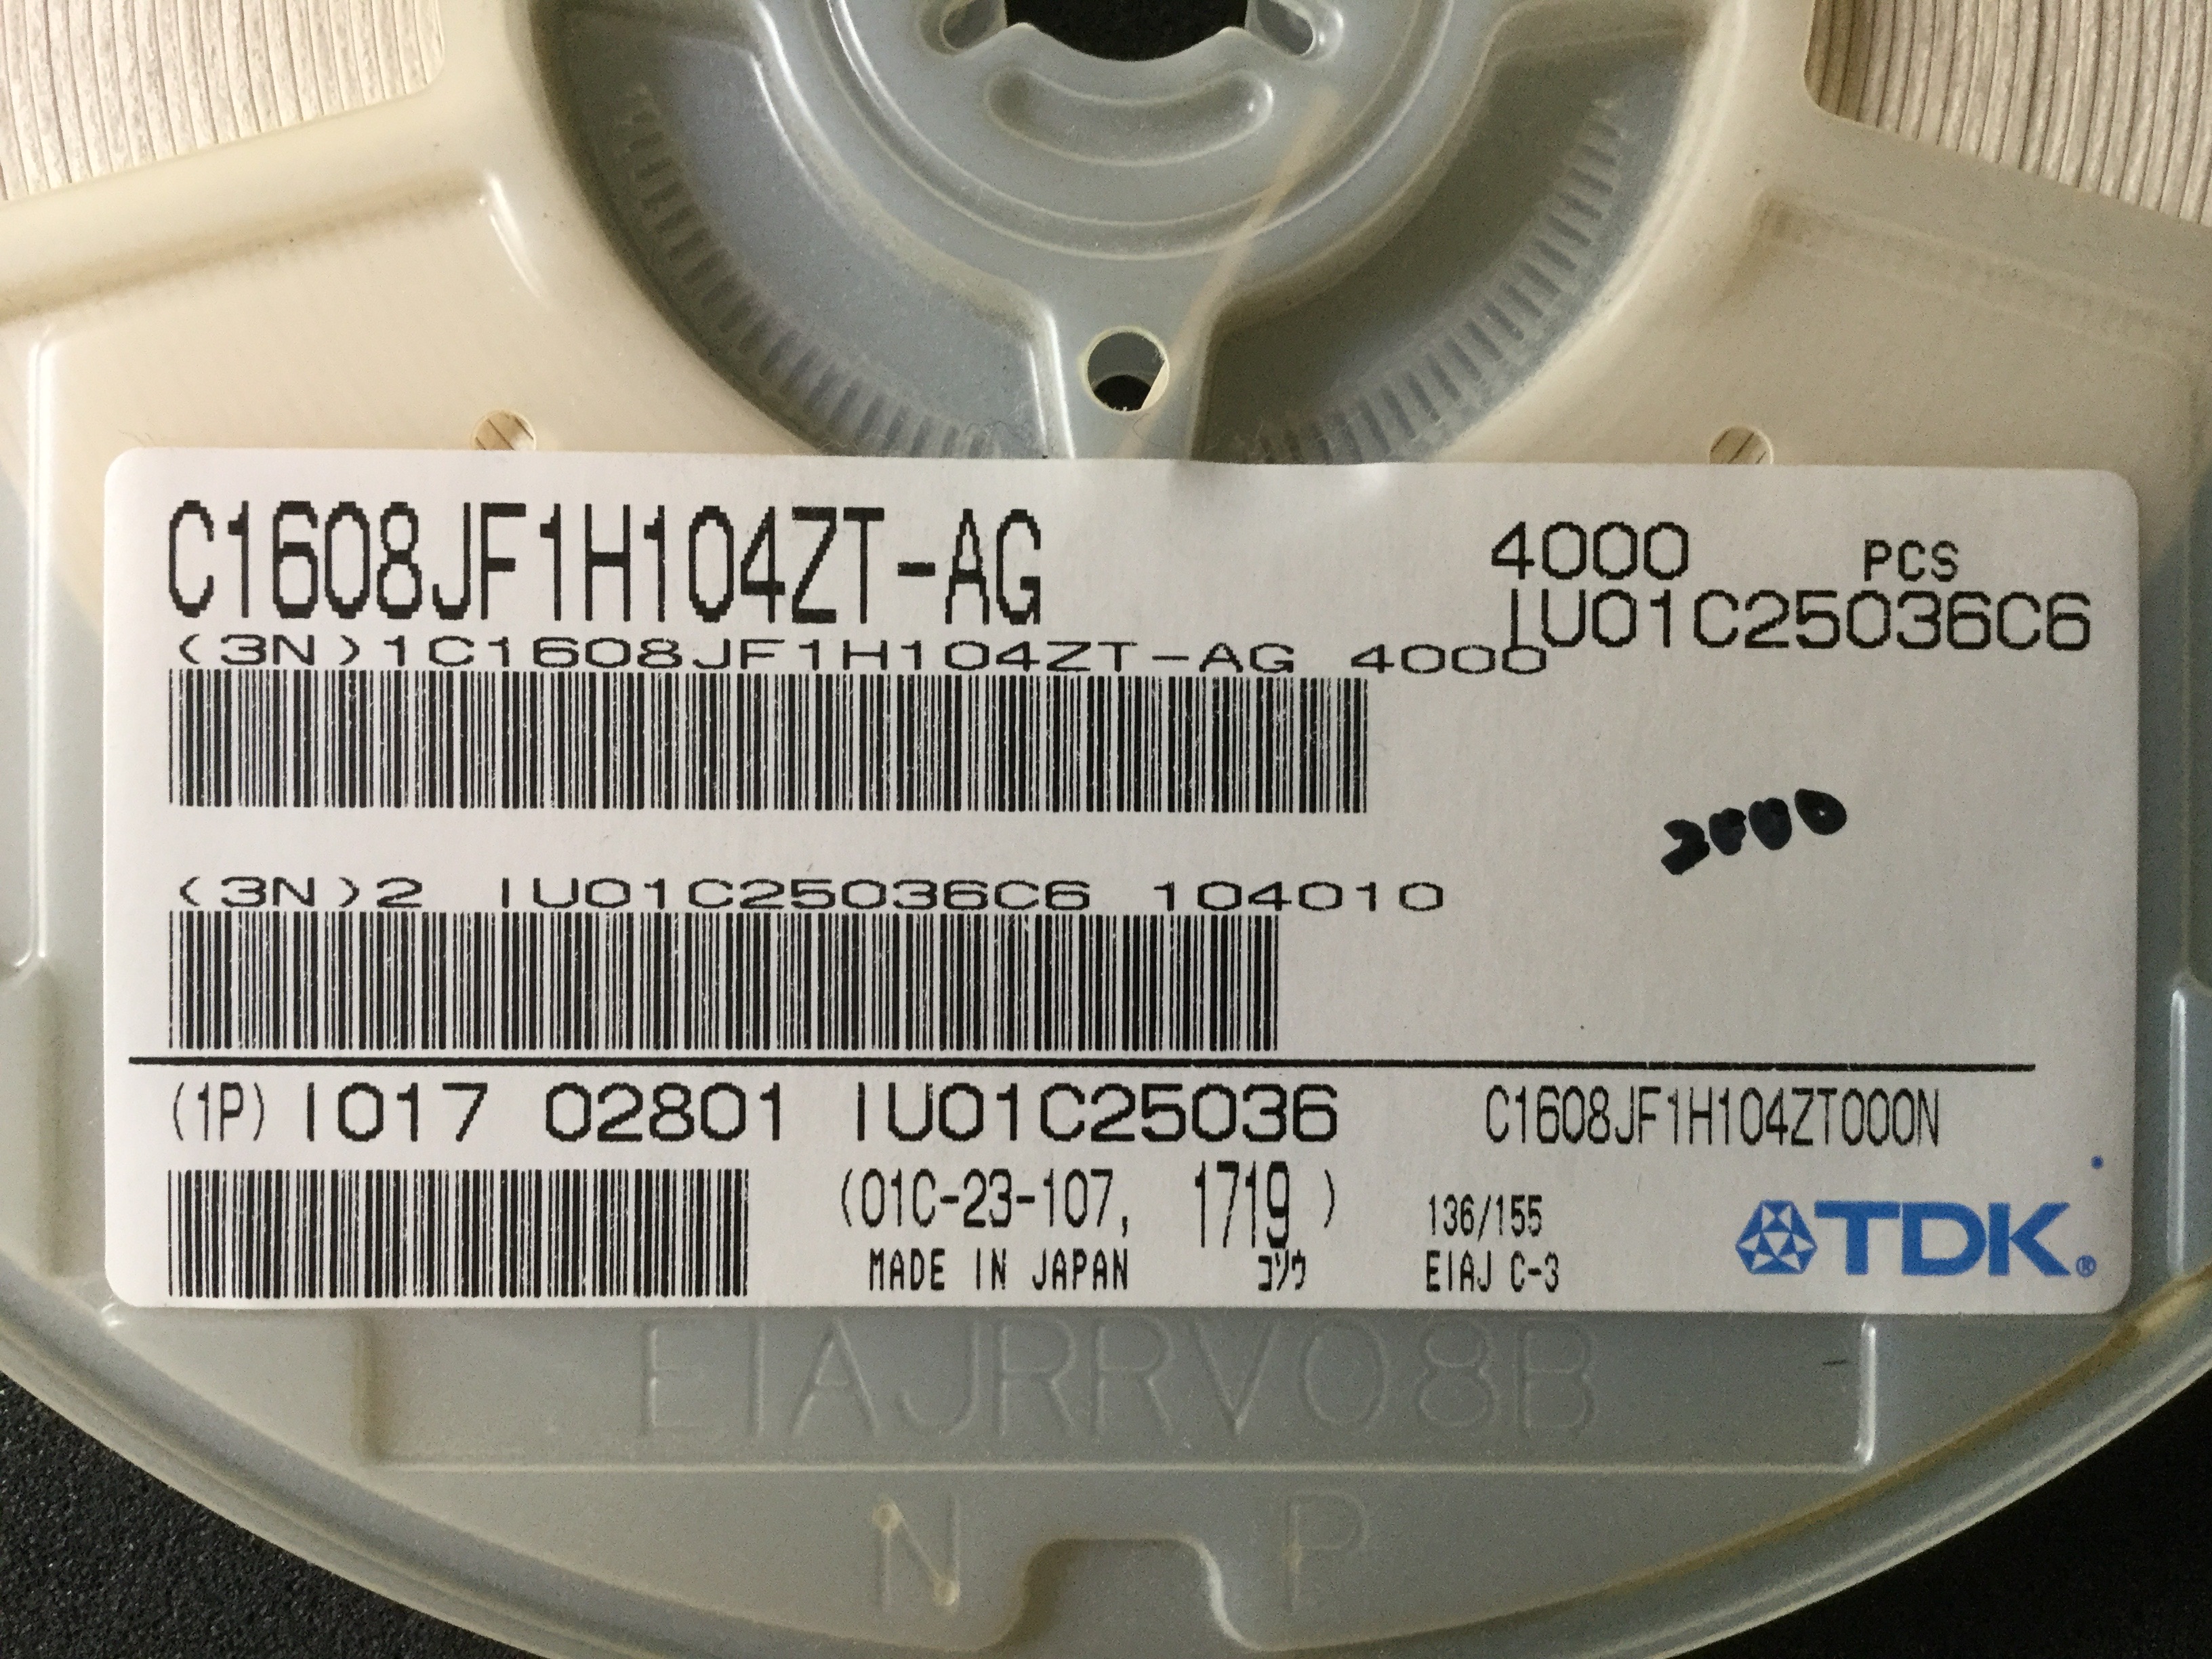 C1608JF1H104ZT-AG
4000 PCS
IU01C25036C6
(3N)1C1608JF1H104ZT-AG 4000
2000
(3N)2 IU01C25036C6 104010
(1P) I017 02801 IU01C25036
C1608JF1H104ZT000N
(01C-23-107, 1719 )
136/155
MADE IN JAPAN コソウ
EIAJ C-3
TDK®
EIAJRRV08B
N P